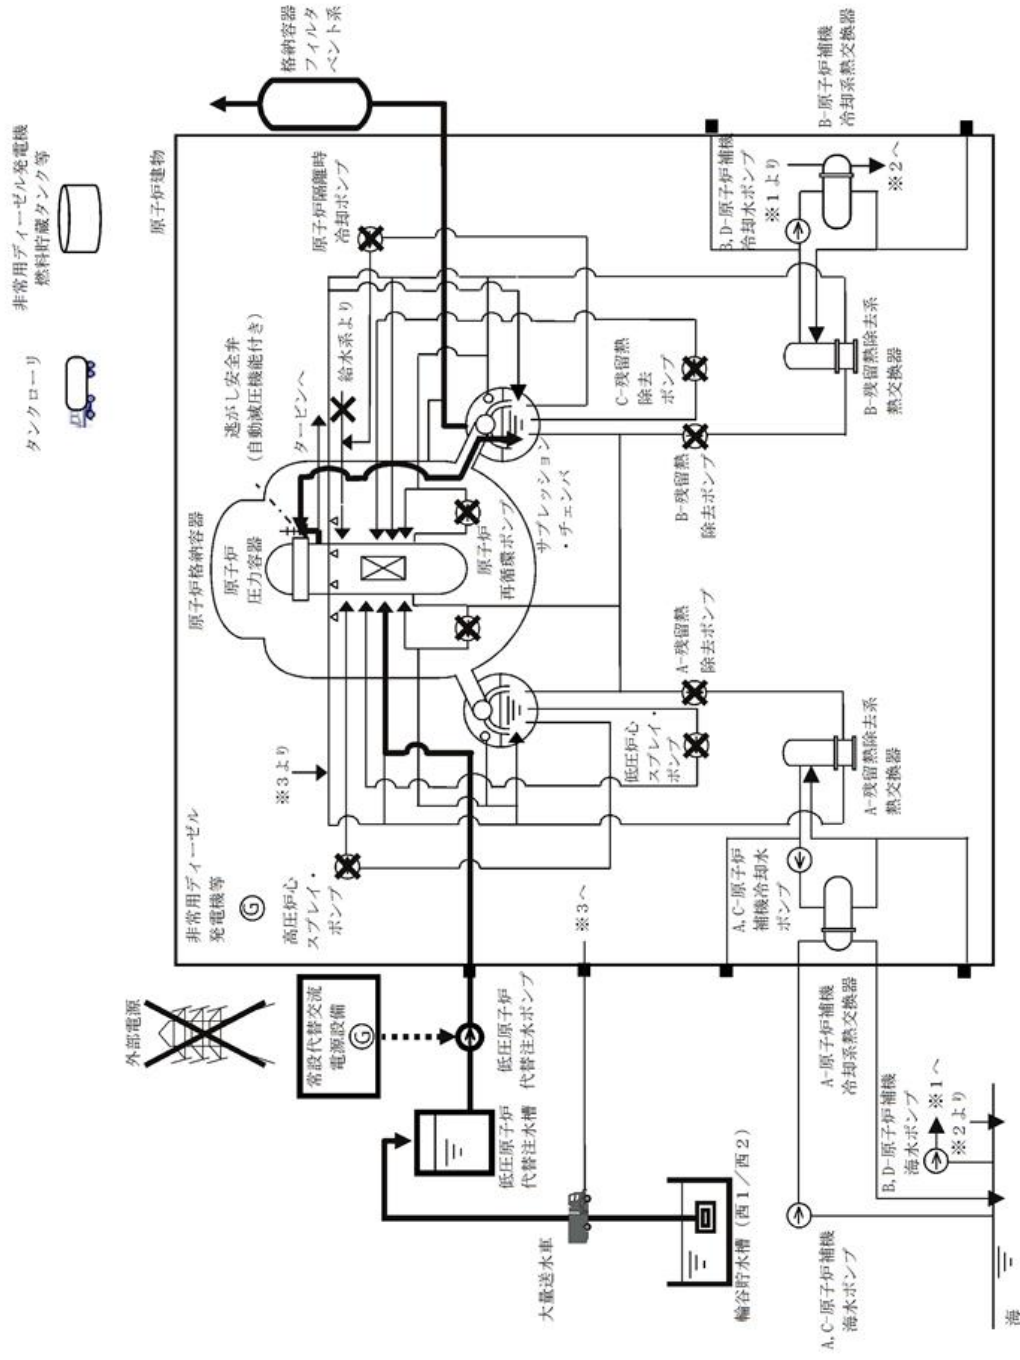 外部電源
常設代替交流
電源設備
G
低圧原子炉
代替注水槽
低圧原子炉
代替注水ポンプ
大量送水車
輪谷貯水槽（西1／西2）
※3へ
非常用ディーゼル
発電機等
G
高圧炉心
スプレイ・
ポンプ
※3より
原子炉格納容器
原子炉
圧力容器
逃がし安全弁
（自動減圧機能付き）
タービンへ
給水系より
原子炉隔離時
冷却ポンプ
原子炉建物
タンクローリ
非常用ディーゼル発電機
燃料貯蔵タンク等
格納容器
フィルタ
ベント系
原子炉
再循環ポンプ
サプレッション
・チェンバ
低圧炉心
スプレイ・
ポンプ
A-残留熱
除去ポンプ
B-残留熱
除去ポンプ
C-残留熱
除去
ポンプ
A,C-原子炉
補機冷却水
ポンプ
A-残留熱除去系
熱交換器
B-残留熱除去系
熱交換器
B,D-原子炉補機
冷却水ポンプ
※1より
※2へ
B-原子炉補機
冷却系熱交換器
A-原子炉補機
冷却系熱交換器
B,D-原子炉補機
海水ポンプ
※1へ
※2より
A,C-原子炉補機
海水ポンプ
海